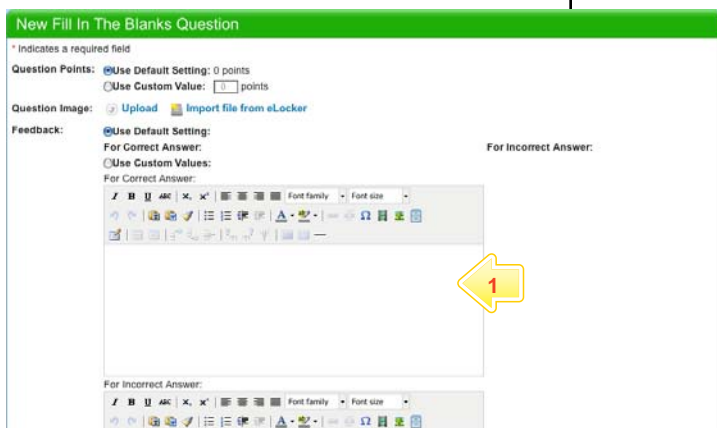 New Fill In The Blanks Question
* Indicates a required field
Question Points: Use Default Setting: 0 points
Use Custom Value: 0 points
Question Image: Upload Import file from eLocker
Feedback: Use Default Setting:
For Correct Answer: For Incorrect Answer:
Use Custom Values:
For Correct Answer:
I B U ABC x, x' Font family Font size
A Ω
1
For Incorrect Answer:
I B U ABC x, x' Font family Font size
A Ω